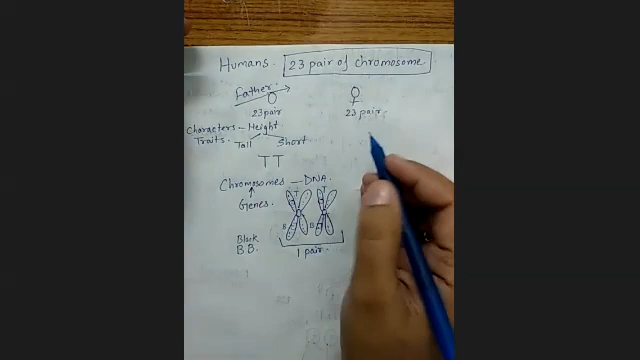 Humans. 23 pair of chromosome.
Father.
23 pair
23 pair.
Characters - Height
Traits. Tall Short
TT
Chromosomes - DNA.
Genes.
T T
B B
Black
BB.
1 pair.